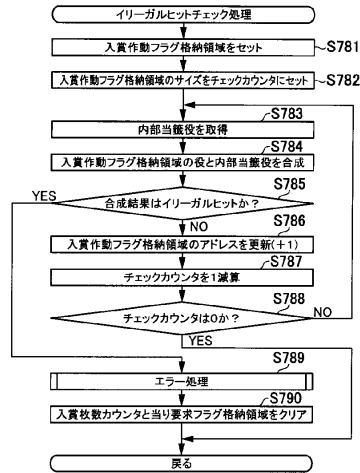 イリーガルヒットチェック処理
入賞作動フラグ格納領域をセット
S781
入賞作動フラグ格納領域のサイズをチェックカウンタにセット
S782
S783
内部当籤役を取得
S784
入賞作動フラグ格納領域の役と内部当籤役を合成
S785
YES
合成結果はイリーガルヒットか?
NO
S786
入賞作動フラグ格納領域のアドレスを更新(+1)
S787
チェックカウンタを1減算
S788
チェックカウンタは0か?
NO
YES
S789
エラー処理
S790
入賞枚数カウンタと当り要求フラグ格納領域をクリア
戻る